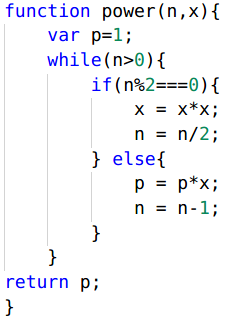 function power(n,x){
    var p=1;
    while(n>0){
        if(n%2===0){
            x = x*x;
            n = n/2;
        } else{
            p = p*x;
            n = n-1;
        }
    }
return p;
}